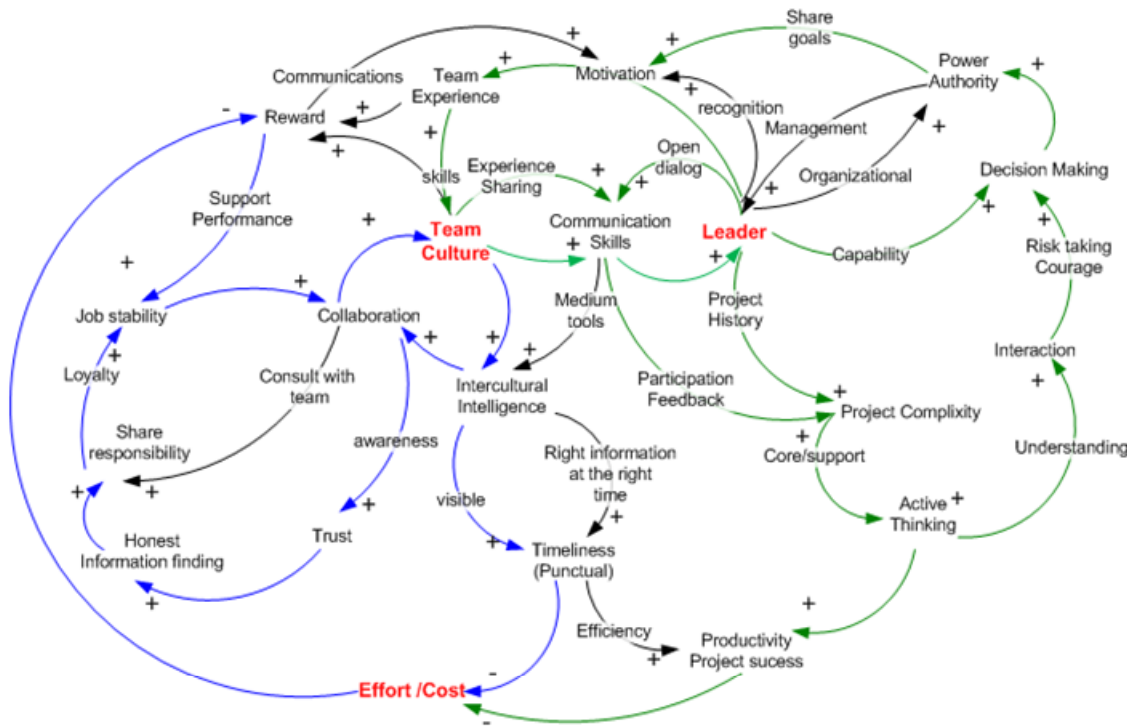 Share
goals
+
+
+
Communications
Team
Experience
Motivation
Power
Authority
+
-
+
+
recognition
Reward
+
Management
+
+
Open
dialog
skills
Experience
Sharing
+
+
Organizational
Decision Making
Support
Performance
+
Team
Culture
Communication
Skills
Leader
+
+
+
+
+
Capability
Risk taking
Courage
+
+
Medium
tools
Project
History
Job stability
Collaboration
+
+
+
+
Interaction
Loyalty
Consult with
team
Intercultural
Intelligence
Participation
Feedback
+
+
Project Complixity
Share
responsibility
awareness
Right information
at the right
time
+
Core/support
Understanding
+
+
visible
+
+
Active
Thinking
+
Honest
Information finding
Trust
+
Timeliness
(Punctual)
+
+
Efficiency
+
Productivity
Project sucess
-
Effort /Cost
-